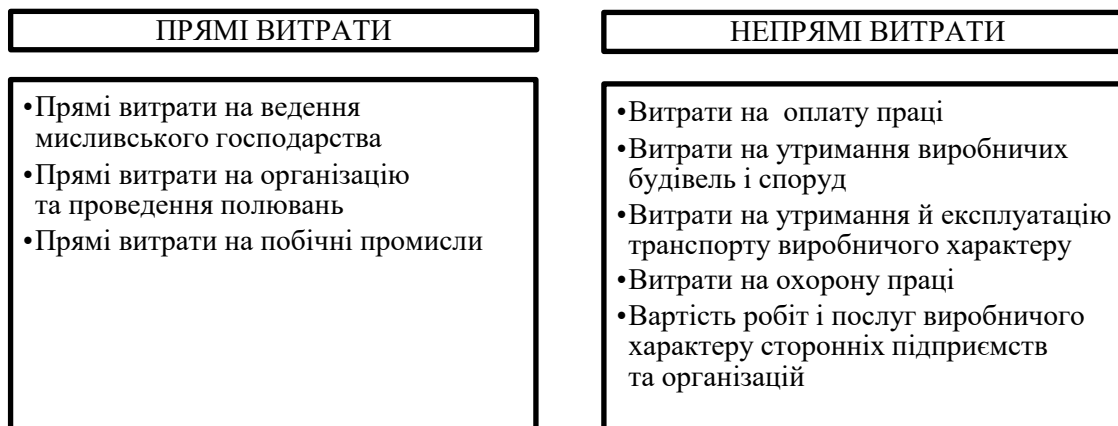 ПРЯМІ ВИТРАТИ
•Прямі витрати на ведення
мисливського господарства
•Прямі витрати на організацію
та проведення полювань
•Прямі витрати на побічні промисли
НЕПРЯМІ ВИТРАТИ
•Витрати на оплату праці
•Витрати на утримання виробничих
будівель і споруд
•Витрати на утримання й експлуатацію
транспорту виробничого характеру
•Витрати на охорону праці
•Вартість робіт і послуг виробничого
характеру сторонніх підприємств
та організацій